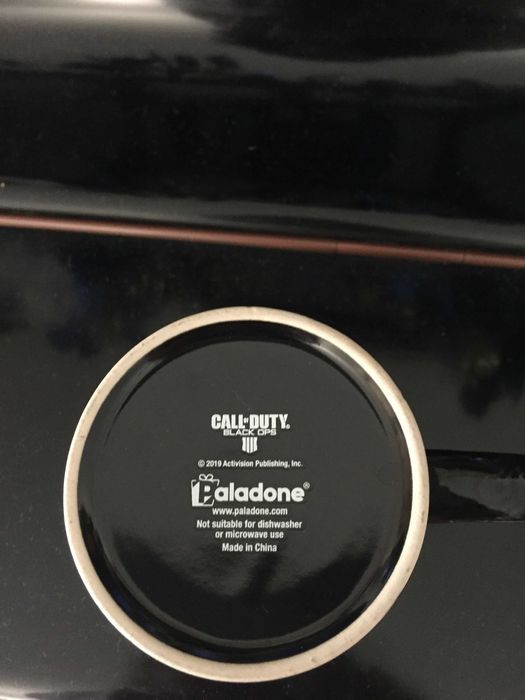 CALL OF DUTY®
BLACK OPS
IIII
© 2019 Activision Publishing, Inc.
Paladone®
www.paladone.com
Not suitable for dishwasher
or microwave use
Made in China